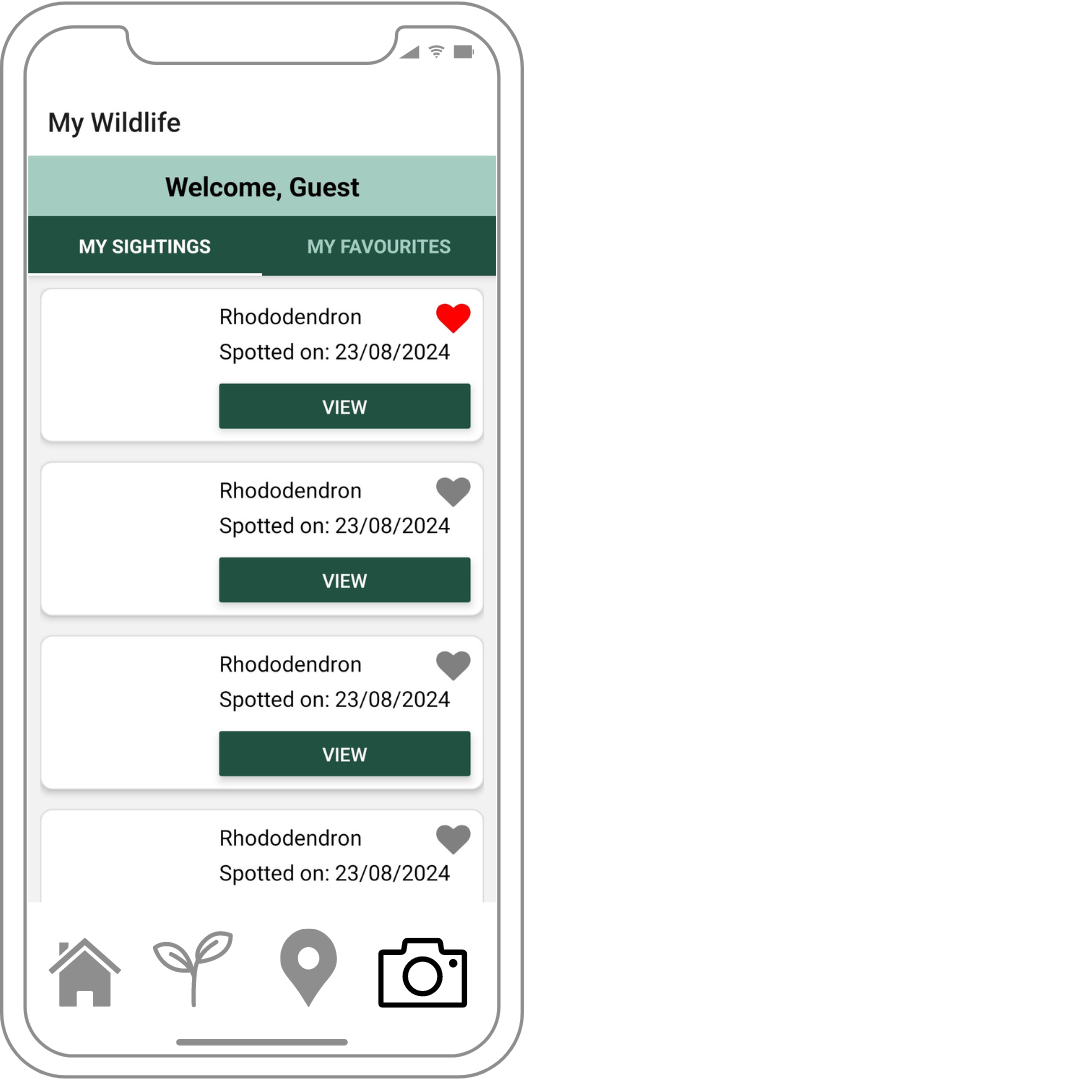 My Wildlife
Welcome, Guest
MY SIGHTINGS
MY FAVOURITES
Rhododendron
Spotted on: 23/08/2024
VIEW
Rhododendron
Spotted on: 23/08/2024
VIEW
Rhododendron
Spotted on: 23/08/2024
VIEW
Rhododendron
Spotted on: 23/08/2024